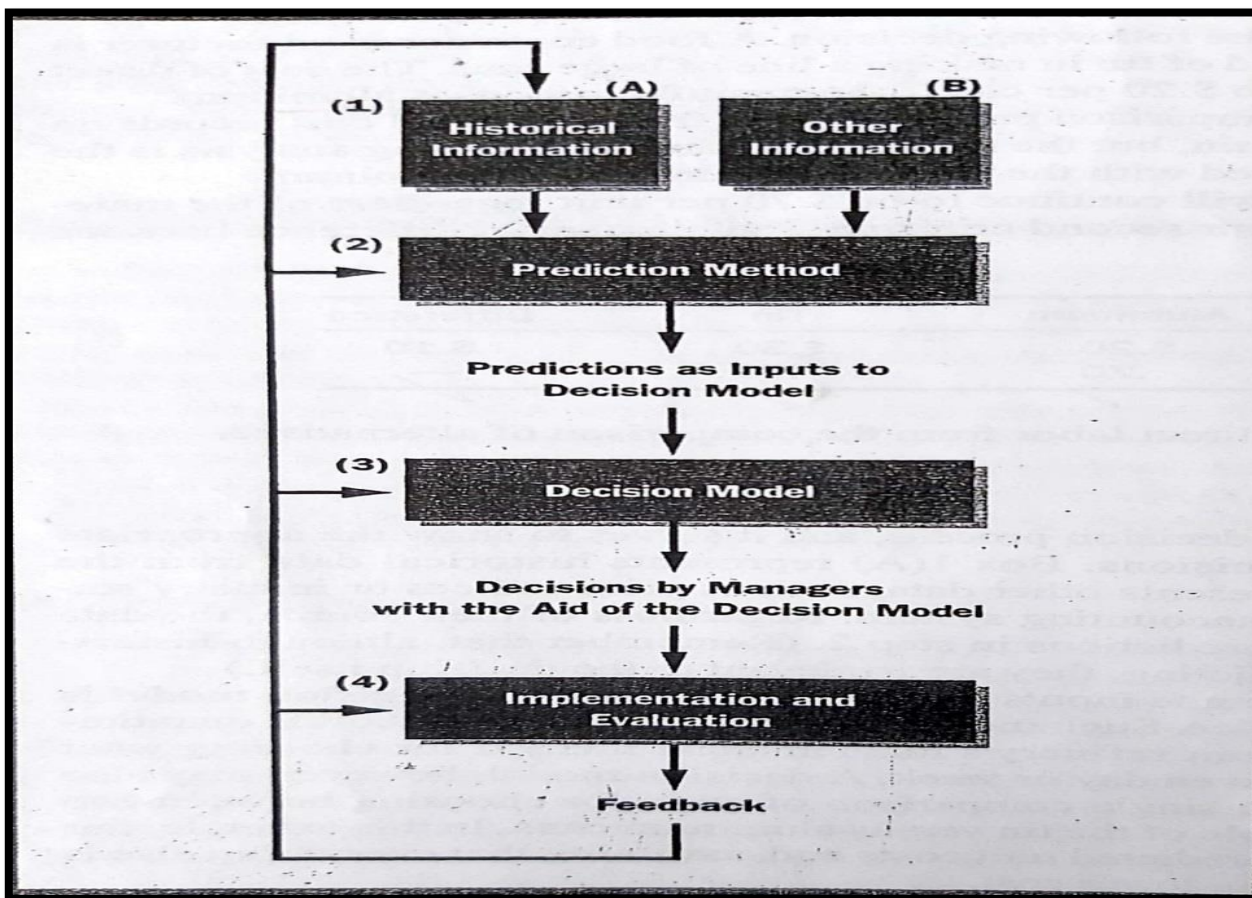 (1)
(A)
Historical
Information
(B)
Other
Information
(2)
Prediction Method
Predictions as Inputs to
Decision Model
(3)
Decision Model
Decisions by Managers
with the Aid of the Decision Model
(4)
Implementation and
Evaluation
Feedback